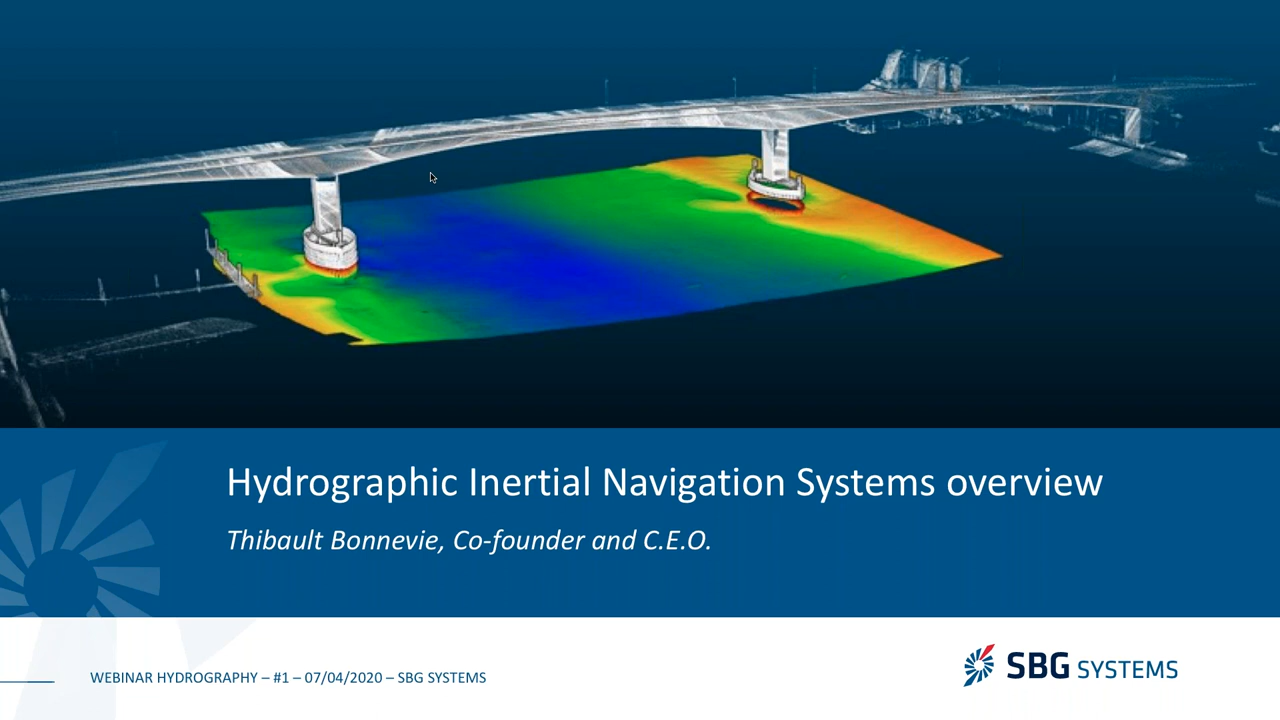 Hydrographic Inertial Navigation Systems overview
Thibault Bonnevie, Co-founder and C.E.O.
WEBINAR HYDROGRAPHY – #1 – 07/04/2020 – SBG SYSTEMS
SBG SYSTEMS